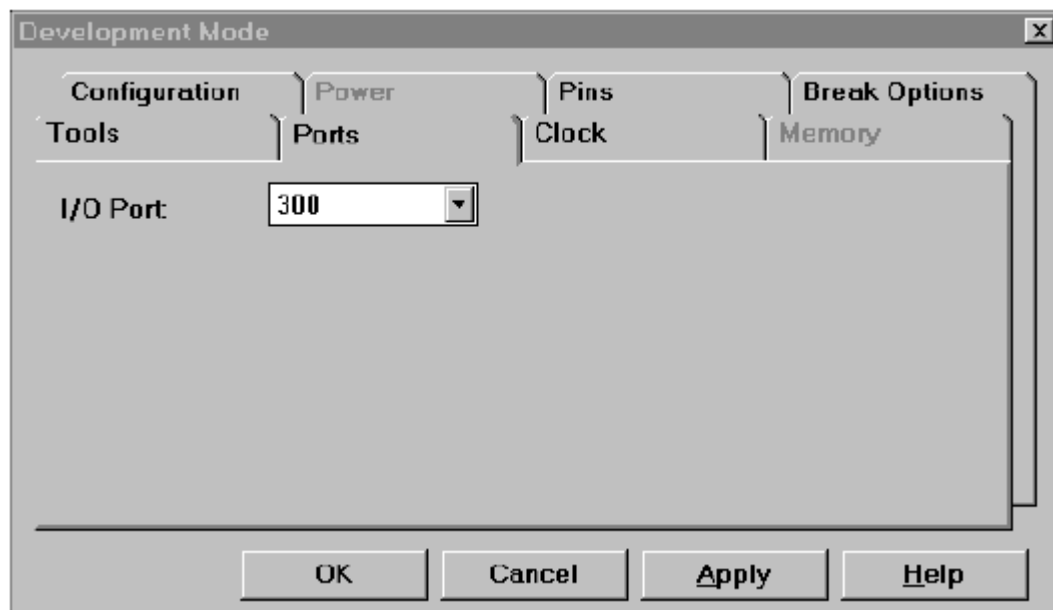 Development Mode
Configuration Power Pins Break Options
Tools Ports Clock Memory
I/O Port: 300
OK Cancel Apply Help